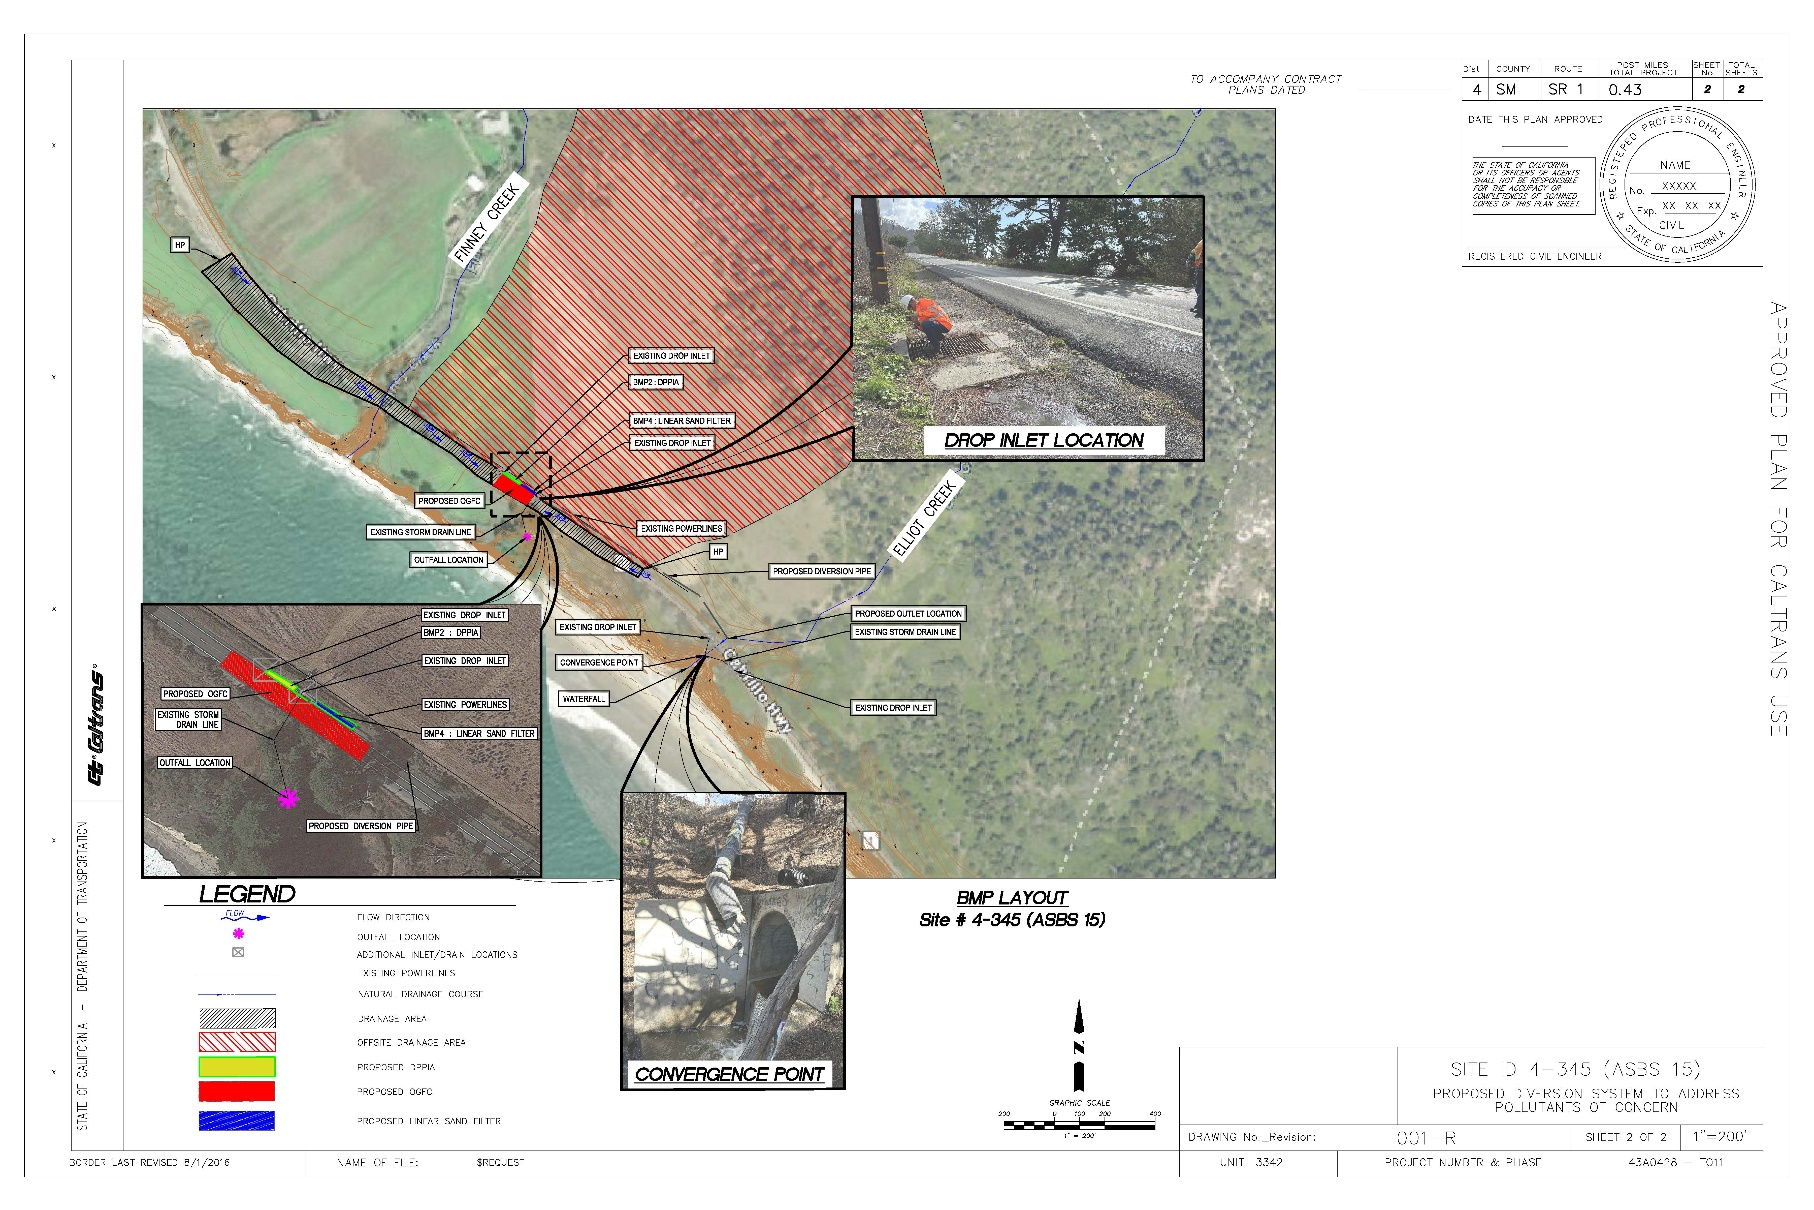 TO ACCOMPANY CONTRACT
PLANS DATED
Dist COUNTY ROUTE POST MILES TOTAL PROJECT SHEET No. TOTAL SHEETS
4 SM SR 1 0.43 2 2
DATE THIS PLAN APPROVED
THE STATE OF CALIFORNIA
OR ITS OFFICERS OR AGENTS
SHALL NOT BE RESPONSIBLE
FOR THE ACCURACY OR
COMPLETENESS OF SCANNED
COPIES OF THIS PLAN SHEET.
REGISTERED CIVIL ENGINEER
REGISTERED PROFESSIONAL ENGINEER
NAME
No. XXXXX
Exp. XX XX XX
CIVIL
STATE OF CALIFORNIA
APPROVED PLAN FOR CALTRANS USE
FINNEY CREEK
HP
EXISTING DROP INLET
BMP2 : DPPIA
BMP4 : LINEAR SAND FILTER
EXISTING DROP INLET
DROP INLET LOCATION
PROPOSED OGFC
EXISTING STORM DRAIN LINE
OUTFALL LOCATION
EXISTING POWERLINES
HP
PROPOSED DIVERSION PIPE
ELLIOT CREEK
EXISTING DROP INLET
CONVERGENCE POINT
WATERFALL
PROPOSED OUTLET LOCATION
EXISTING STORM DRAIN LINE
EXISTING DROP INLET
Cabrillo Hwy
EXISTING DROP INLET
BMP2 : DPPIA
EXISTING DROP INLET
PROPOSED OGFC
EXISTING STORM
DRAIN LINE
EXISTING POWERLINES
BMP4 : LINEAR SAND FILTER
OUTFALL LOCATION
PROPOSED DIVERSION PIPE
CONVERGENCE POINT
BMP LAYOUT
Site # 4-345 (ASBS 15)
LEGEND
FLOW FLOW DIRECTION
OUTFALL LOCATION
ADDITIONAL INLET/DRAIN LOCATIONS
EXISTING POWERLINES
NATURAL DRAINAGE COURSE
DRAINAGE AREA
OFFSITE DRAINAGE AREA
PROPOSED DPPIA
PROPOSED OGFC
PROPOSED LINEAR SAND FILTER
N
GRAPHIC SCALE
200 0 100 200 400
1" = 200'
STATE OF CALIFORNIA - DEPARTMENT OF TRANSPORTATION
Caltrans
SITE ID 4-345 (ASBS 15)
PROPOSED DIVERSION SYSTEM TO ADDRESS
POLLUTANTS OF CONCERN
DRAWING No._Revision: 001 R SHEET 2 OF 2 1"=200'
BORDER LAST REVISED 8/1/2016 NAME OF FILE: $REQUEST UNIT 3342 PROJECT NUMBER & PHASE 43A0428 - T011